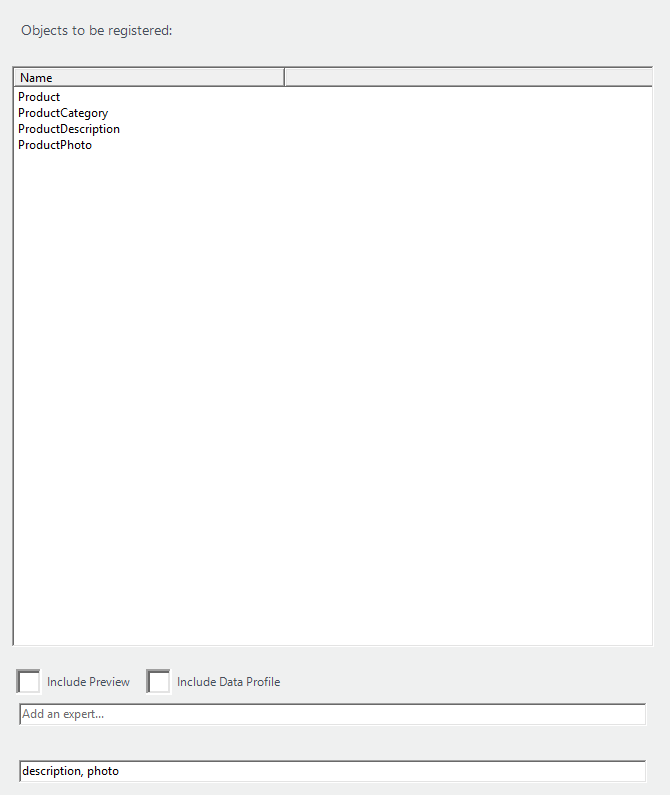 Objects to be registered:
Name
Product
ProductCategory
ProductDescription
ProductPhoto
Include Preview Include Data Profile
Add an expert...
description, photo